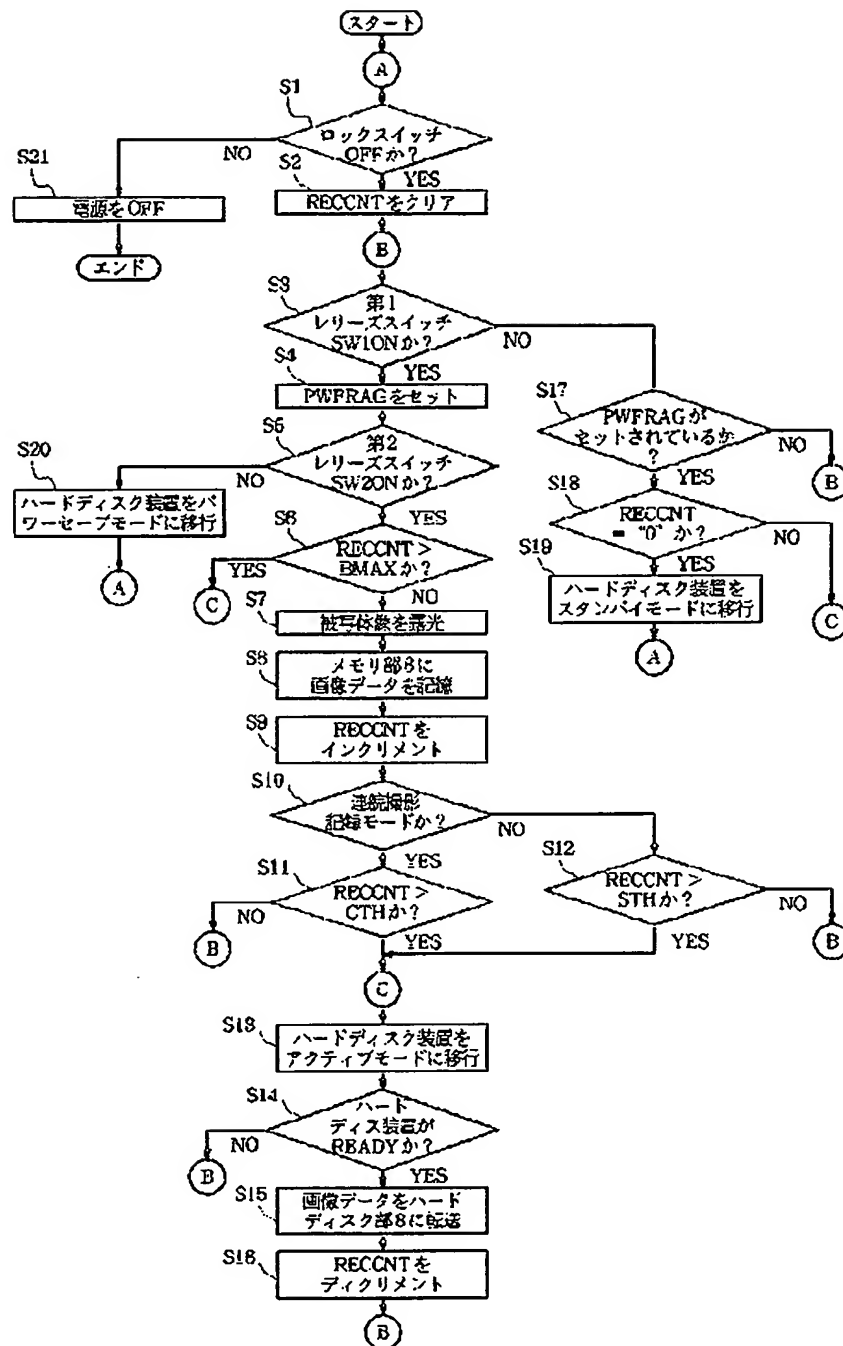 スタート
A
S1
ロックスイッチ
OFFか？
NO
YES
S21
電源をOFF
エンド
S2
RECCNTをクリア
B
S3
第1
レリーズスイッチ
SW1ONか？
NO
YES
S4
PWFRAGをセット
S5
第2
レリーズスイッチ
SW2ONか？
NO
YES
S20
ハードディスク装置をパ
ワーセーブモードに移行
A
S17
PWFRAGが
セットされているか
？
NO
B
YES
S18
RECCNT
＝“0”か？
NO
C
YES
S19
ハードディスク装置を
スタンバイモードに移行
A
S6
RECCNT＞
BMAXか？
YES
C
NO
S7
被写体像を露光
S8
メモリ部8に
画像データを記憶
S9
RECCNTを
インクリメント
S10
連続撮影
記録モードか？
NO
YES
S11
RECCNT＞
CTHか？
NO
B
YES
S12
RECCNT＞
STHか？
NO
B
YES
C
S13
ハードディスク装置を
アクティブモードに移行
S14
ハード
ディス装置が
READYか？
NO
B
YES
S15
画像データをハード
ディスク部8に転送
S16
RECCNTを
ディクリメント
B